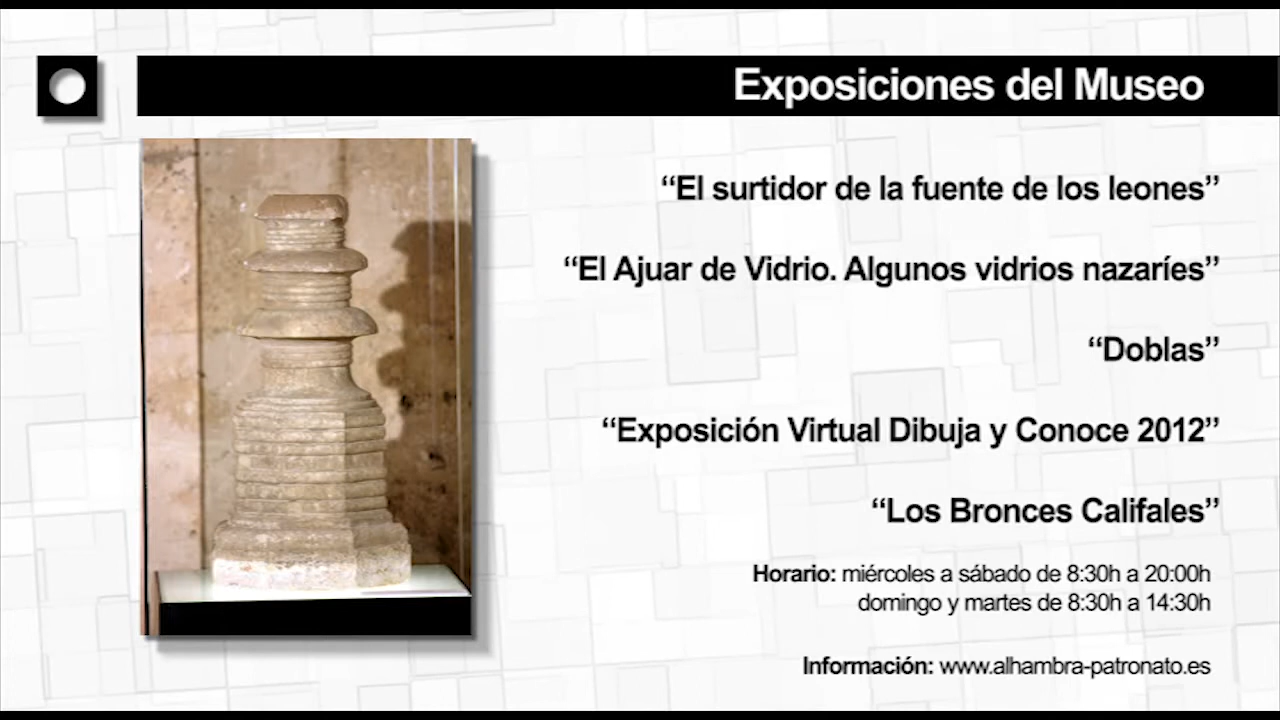 Exposiciones del Museo
“El surtidor de la fuente de los leones”
“El Ajuar de Vidrio. Algunos vidrios nazaríes”
“Doblas”
“Exposición Virtual Dibuja y Conoce 2012”
“Los Bronces Califales”
Horario: miércoles a sábado de 8:30h a 20:00h
domingo y martes de 8:30h a 14:30h
Información: www.alhambra-patronato.es